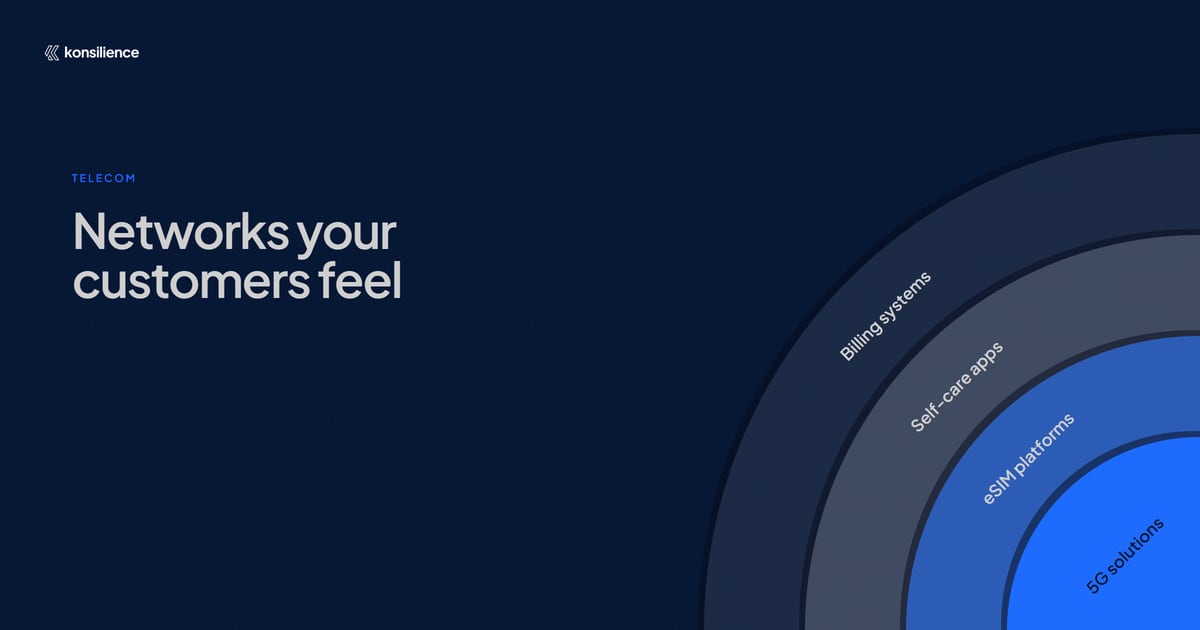 konsilience
TELECOM
Networks your
customers feel
Billing systems
Self-care apps
eSIM platforms
5G solutions